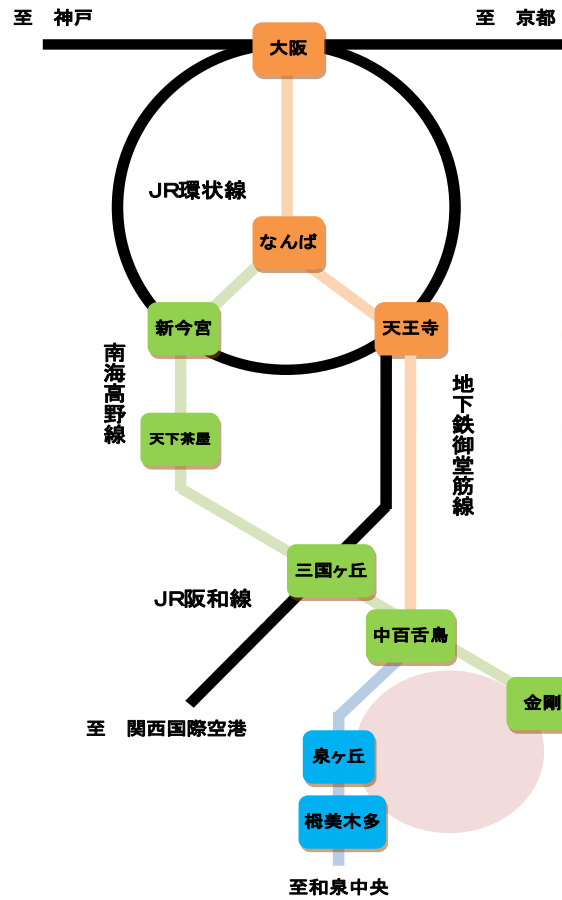 至　神戸
至　京都
大阪
JR環状線
なんば
新今宮
天王寺
南海高野線
地下鉄御堂筋線
天下茶屋
三国ヶ丘
JR阪和線
中百舌鳥
金剛
至　関西国際空港
泉ヶ丘
栂美木多
至和泉中央